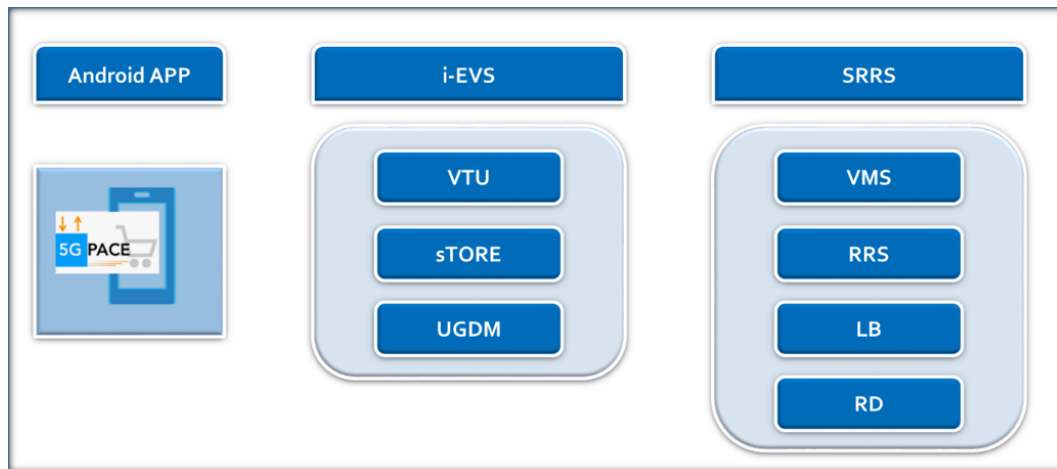 Android APP
i-EVS
SRRS
5G PACE
VTU
sTORE
UGDM
VMS
RRS
LB
RD